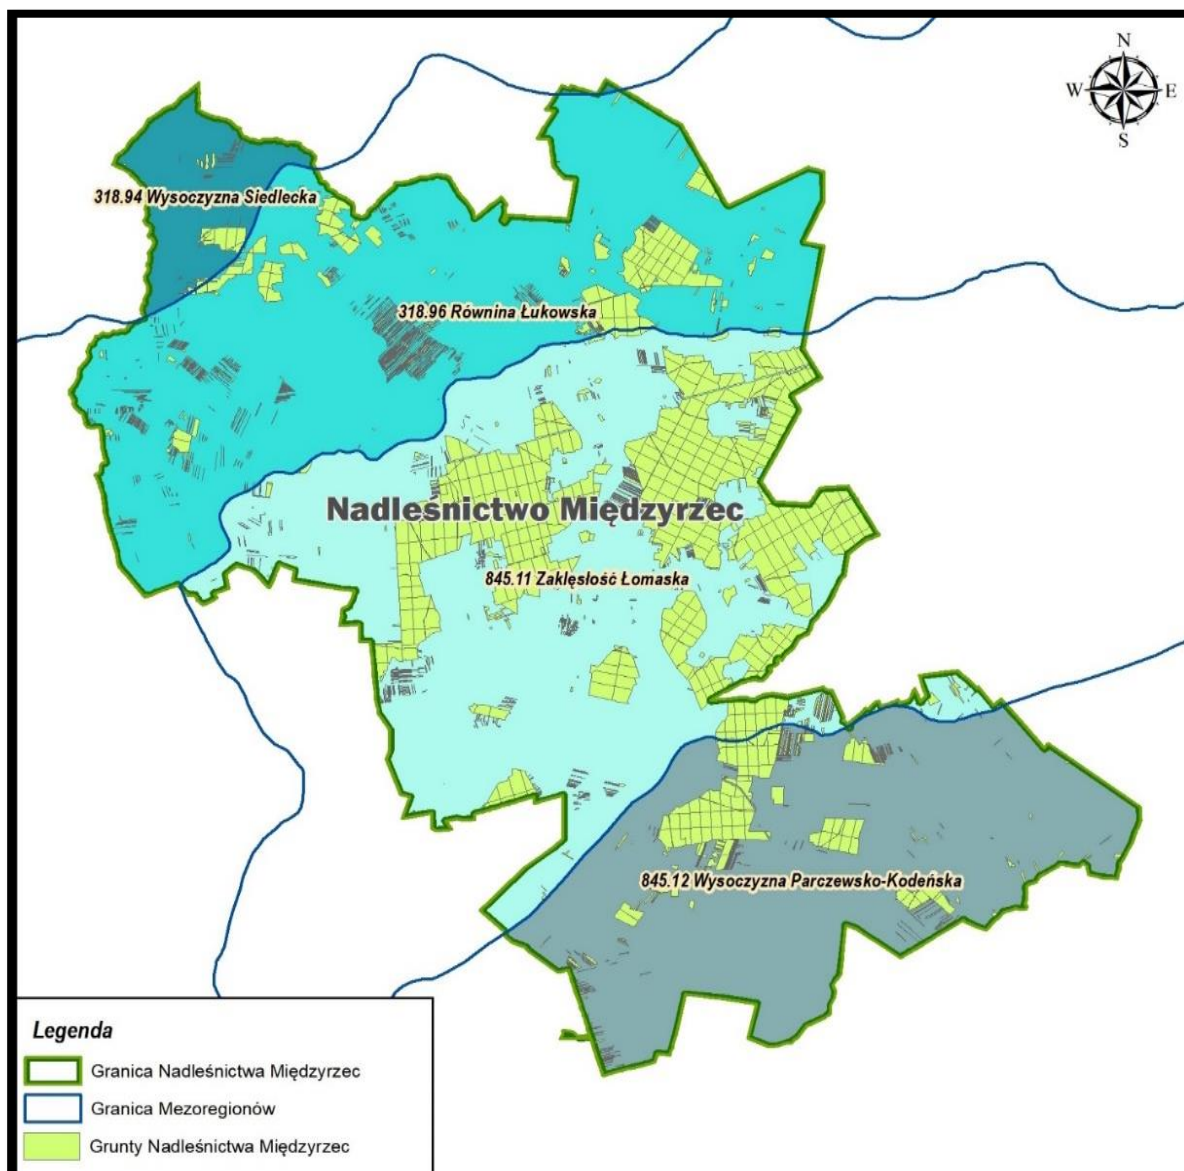 N
W E
S
318.94 Wysoczyzna Siedlecka
318.96 Równina Łukowska
Nadleśnictwo Międzyrzec
845.11 Zaklęsłość Łomaska
845.12 Wysoczyzna Parczewsko-Kodeńska
Legenda
Granica Nadleśnictwa Międzyrzec
Granica Mezoregionów
Grunty Nadleśnictwa Międzyrzec